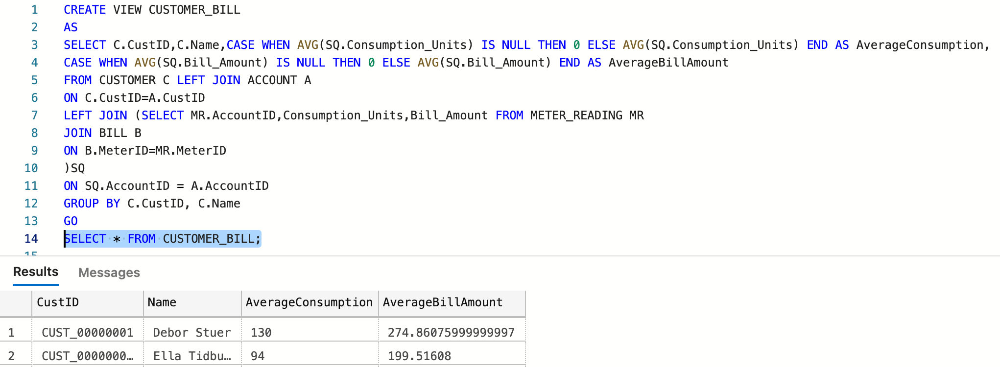 1 CREATE VIEW CUSTOMER_BILL
2 AS
3 SELECT C.CustID,C.Name,CASE WHEN AVG(SQ.Consumption_Units) IS NULL THEN 0 ELSE AVG(SQ.Consumption_Units) END AS AverageConsumption,
4 CASE WHEN AVG(SQ.Bill_Amount) IS NULL THEN 0 ELSE AVG(SQ.Bill_Amount) END AS AverageBillAmount
5 FROM CUSTOMER C LEFT JOIN ACCOUNT A
6 ON C.CustID=A.CustID
7 LEFT JOIN (SELECT MR.AccountID,Consumption_Units,Bill_Amount FROM METER_READING MR
8 JOIN BILL B
9 ON B.MeterID=MR.MeterID
10 )SQ
11 ON SQ.AccountID = A.AccountID
12 GROUP BY C.CustID, C.Name
13 GO
14 SELECT * FROM CUSTOMER_BILL;
15
Results Messages
CustID Name AverageConsumption AverageBillAmount
1 CUST_00000001 Debor Stuer 130 274.86075999999997
2 CUST_0000000… Ella Tidbu… 94 199.51608